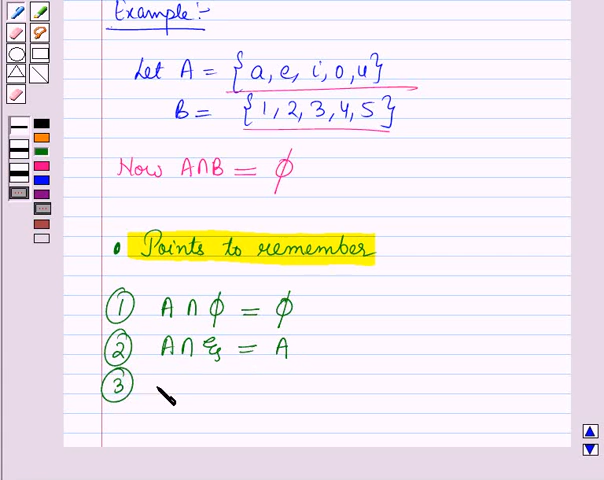 Example:-
Let A = {a, e, i, o, u}
B = {1, 2, 3, 4, 5}
Now A∩B = ϕ
• Points to remember
① A ∩ ϕ = ϕ
② A ∩ ξ = A
③